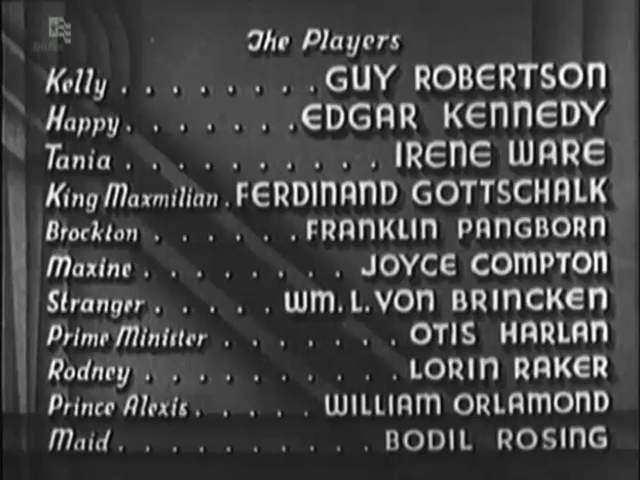 The Players
Kelly . . . . . . . . GUY ROBERTSON
Happy . . . . . . . EDGAR KENNEDY
Tania . . . . . . . . . . IRENE WARE
King Maxmilian . FERDINAND GOTTSCHALK
Brockton . . . . . . FRANKLIN PANGBORN
Maxine . . . . . . . . JOYCE COMPTON
Stranger . . . . . WM. L. VON BRINCKEN
Prime Minister . . . . . . . OTIS HARLAN
Rodney . . . . . . . . . . LORIN RAKER
Prince Alexis . . . . . WILLIAM ORLAMOND
Maid . . . . . . . . . . BODIL ROSING